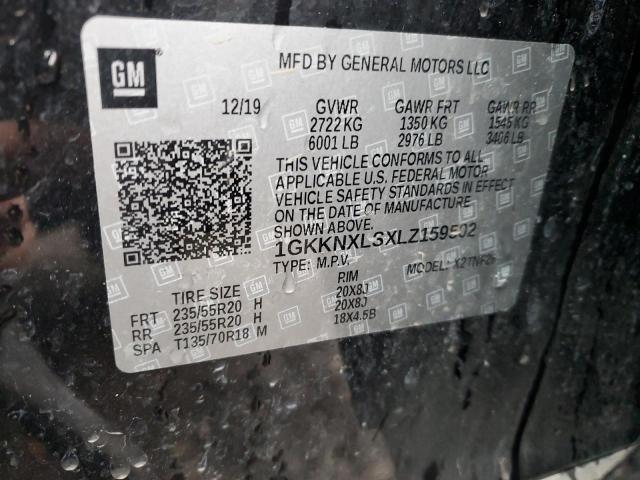 GM
MFD BY GENERAL MOTORS LLC
12/19 GVWR GAWR FRT GAWR RR
2722 KG 1350 KG 1545 KG
6001 LB 2976 LB 3406 LB
THIS VEHICLE CONFORMS TO ALL
APPLICABLE U.S. FEDERAL MOTOR
VEHICLE SAFETY STANDARDS IN EFFECT
ON THE DATE OF MANUFACTURE
SHOWN ABOVE.
TYPE: M.P.V. MODEL:
TIRE SIZE RIM
FRT 235/55R20 H 20X8J
RR 235/55R20 H 20X8J
SPA T135/70R18 M 18X4.5B